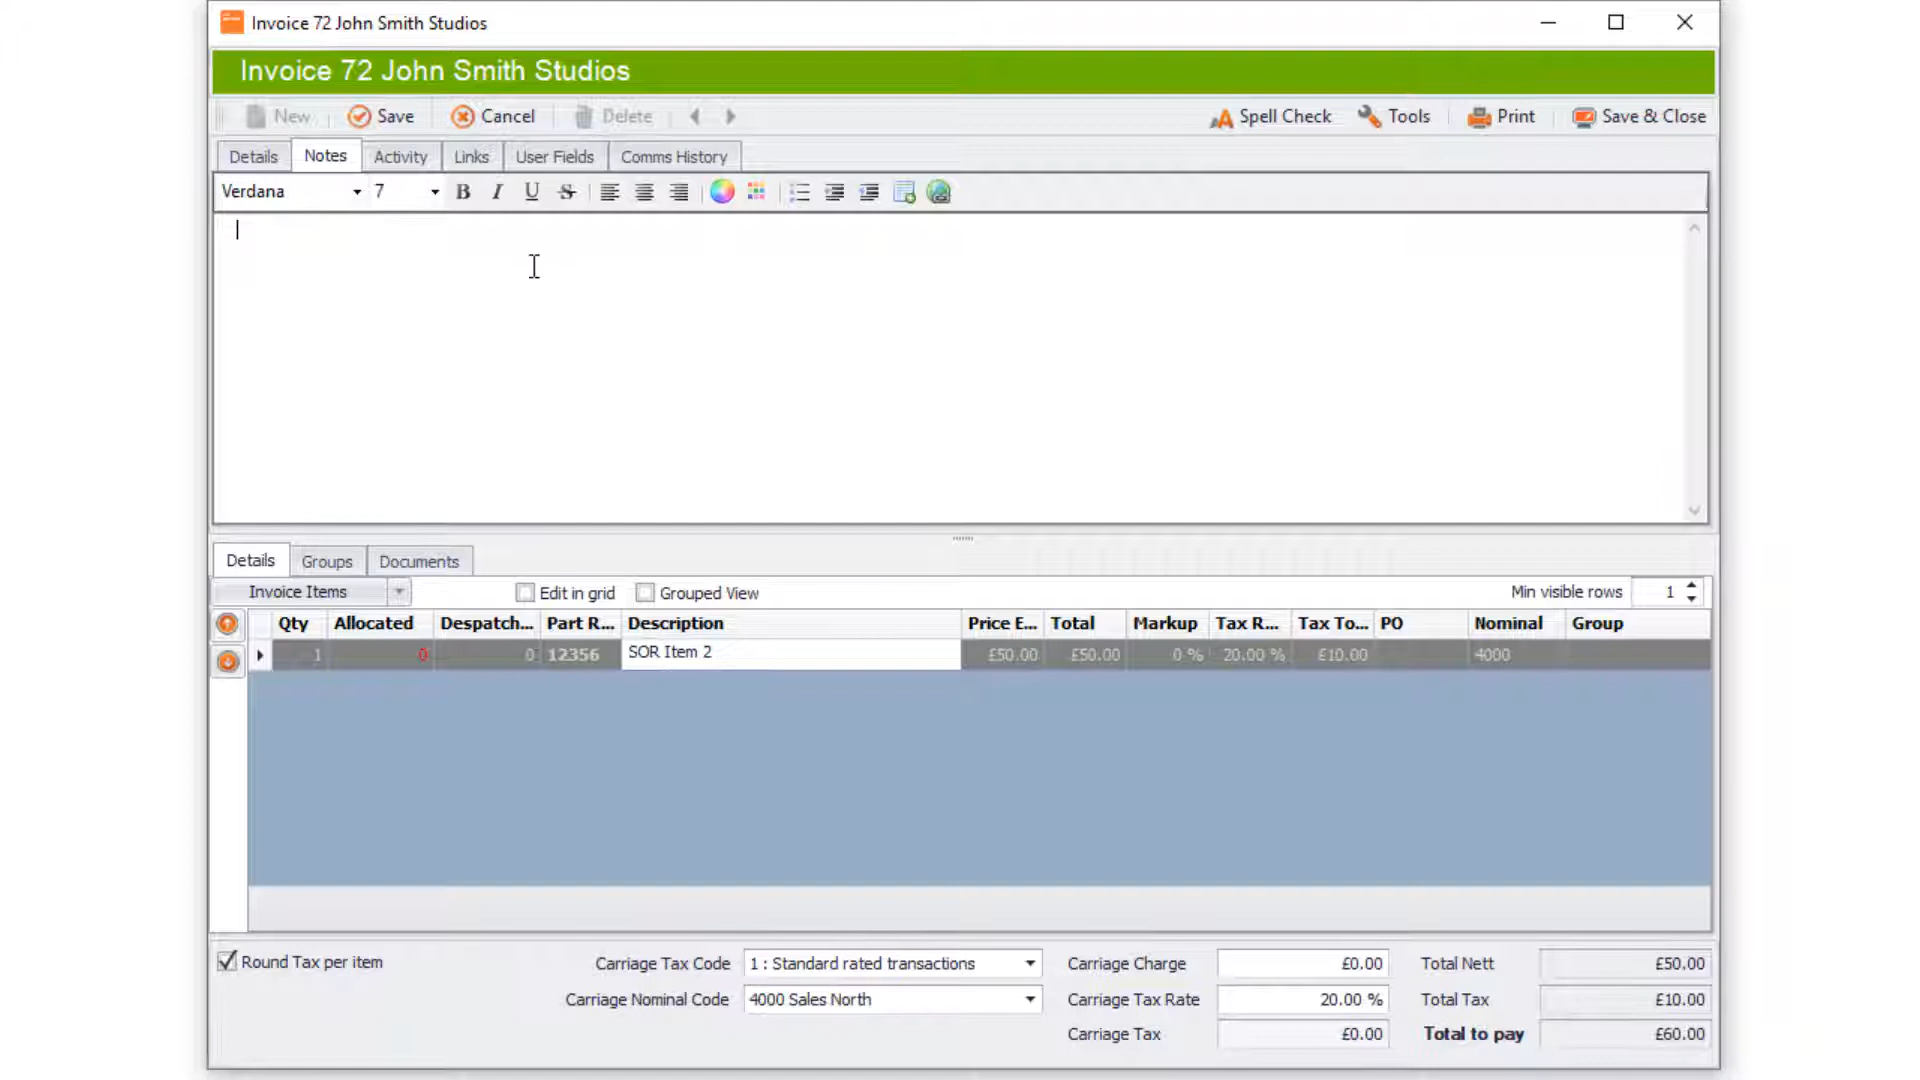 Invoice 72 John Smith Studios
Invoice 72 John Smith Studios
New Save Cancel Delete Spell Check Tools Print Save & Close
Details Notes Activity Links User Fields Comms History
Verdana 7 B I U S
Details Groups Documents
Invoice Items Edit in grid Grouped View Min visible rows 1
Qty Allocated Despatch... Part R... Description Price E... Total Markup Tax R... Tax To... PO Nominal Group
1 0 0 12356 SOR Item 2 £50.00 £50.00 0 % 20.00 % £10.00 4000
Round Tax per item Carriage Tax Code 1 : Standard rated transactions Carriage Charge £0.00 Total Nett £50.00
Carriage Nominal Code 4000 Sales North Carriage Tax Rate 20.00 % Total Tax £10.00
Carriage Tax £0.00 Total to pay £60.00